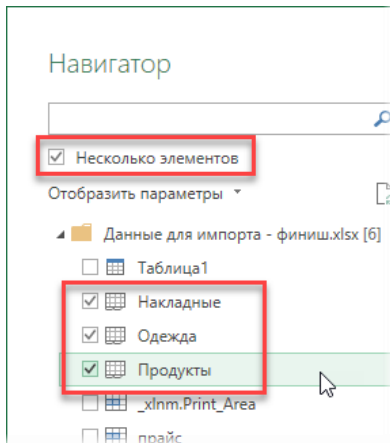 Навигатор
Несколько элементов
Отобразить параметры
Данные для импорта - финиш.xlsx [6]
Таблица1
Накладные
Одежда
Продукты
_xlnm.Print_Area
прайс